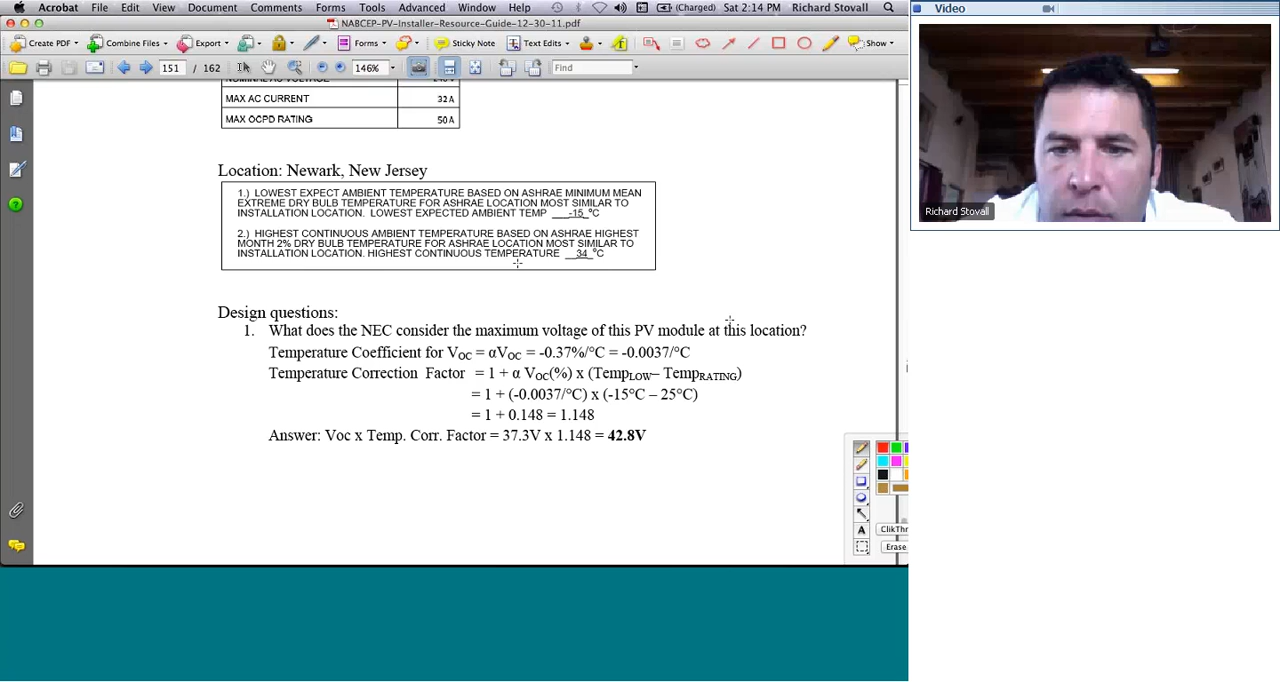 Acrobat File Edit View Document Comments Forms Tools Advanced Window Help (Charged) Sat 2:14 PM Richard Stovall
NABCEP-PV-Installer-Resource-Guide-12-30-11.pdf
Create PDF Combine Files Export Forms Sticky Note Text Edits Show
151 / 162 146% Find
MAX AC CURRENT 32 A
MAX OCPD RATING 50 A
Location: Newark, New Jersey
1.) LOWEST EXPECT AMBIENT TEMPERATURE BASED ON ASHRAE MINIMUM MEAN
EXTREME DRY BULB TEMPERATURE FOR ASHRAE LOCATION MOST SIMILAR TO
INSTALLATION LOCATION. LOWEST EXPECTED AMBIENT TEMP ___-15_°C
2.) HIGHEST CONTINUOUS AMBIENT TEMPERATURE BASED ON ASHRAE HIGHEST
MONTH 2% DRY BULB TEMPERATURE FOR ASHRAE LOCATION MOST SIMILAR TO
INSTALLATION LOCATION. HIGHEST CONTINUOUS TEMPERATURE __34_°C
Design questions:
1. What does the NEC consider the maximum voltage of this PV module at this location?
Temperature Coefficient for VOC = αVOC = -0.37%/°C = -0.0037/°C
Temperature Correction Factor = 1 + α VOC(%) x (TempLOW– TempRATING)
= 1 + (-0.0037/°C) x (-15°C – 25°C)
= 1 + 0.148 = 1.148
Answer: Voc x Temp. Corr. Factor = 37.3V x 1.148 = 42.8V
A
ClikThr
Erase
Video
Richard Stovall